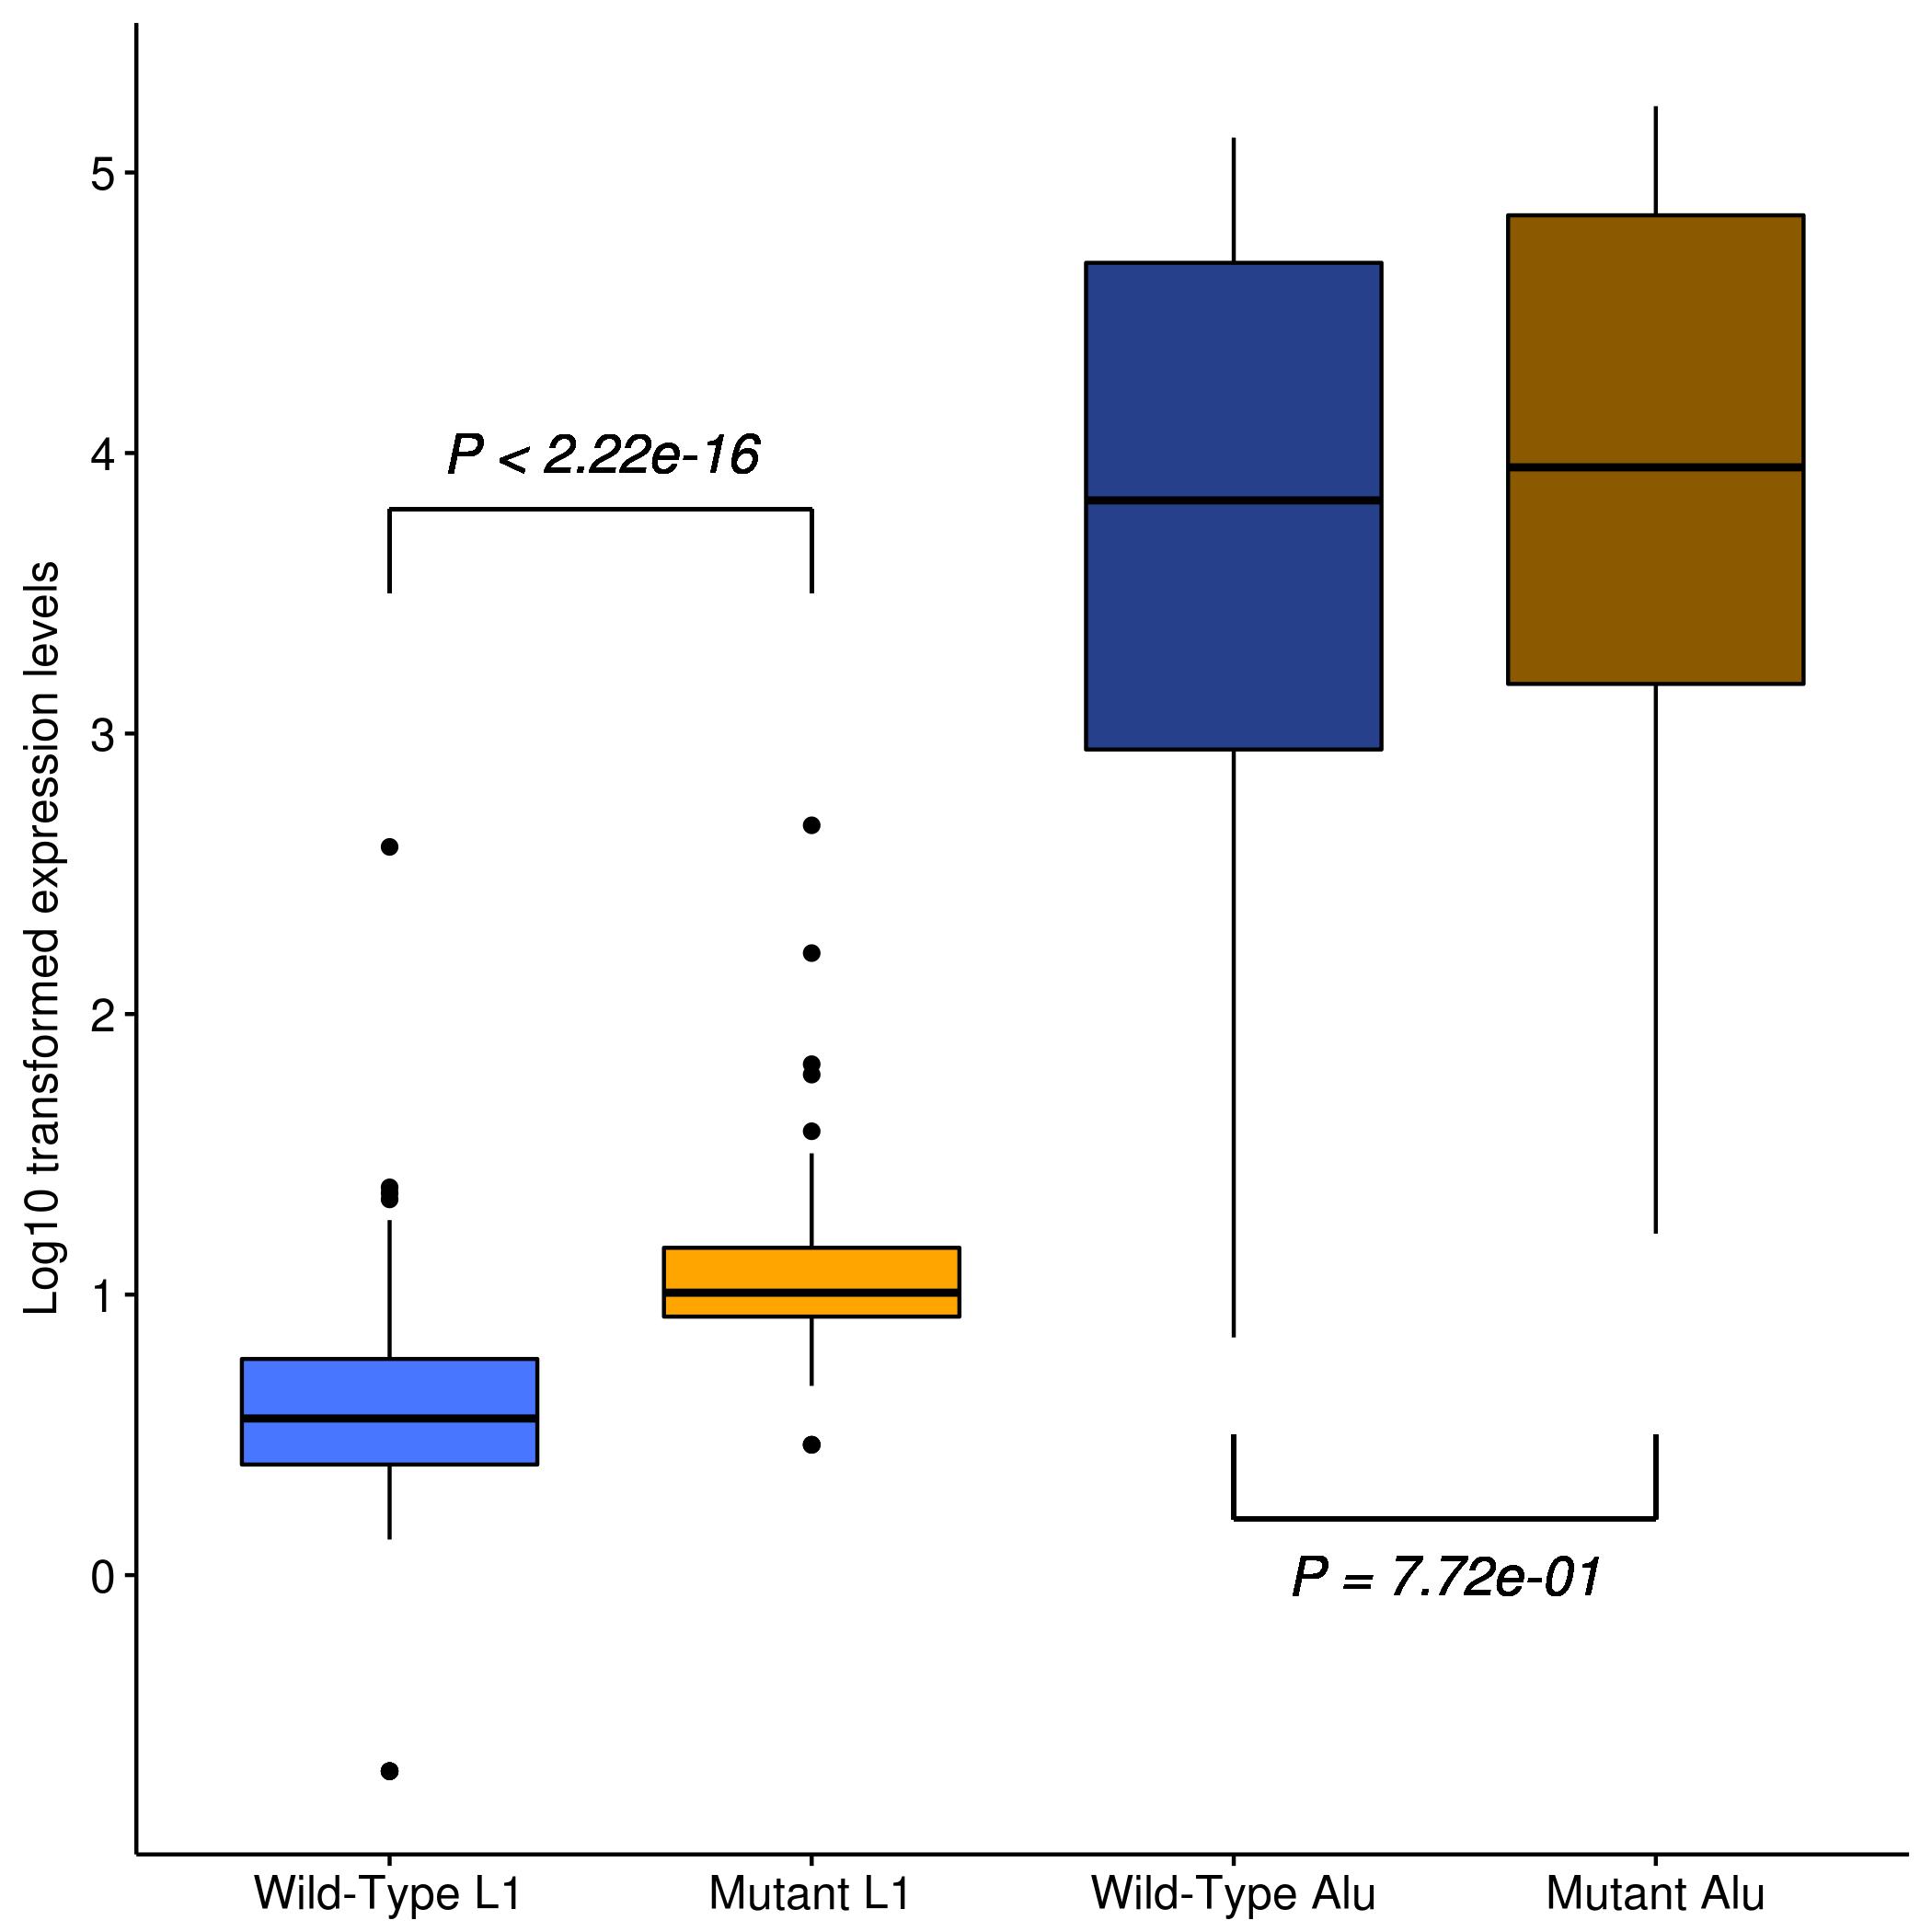 Log10 transformed expression levels
5
4
3
2
1
0
P < 2.22e-16
P = 7.72e-01
Wild-Type L1
Mutant L1
Wild-Type Alu
Mutant Alu